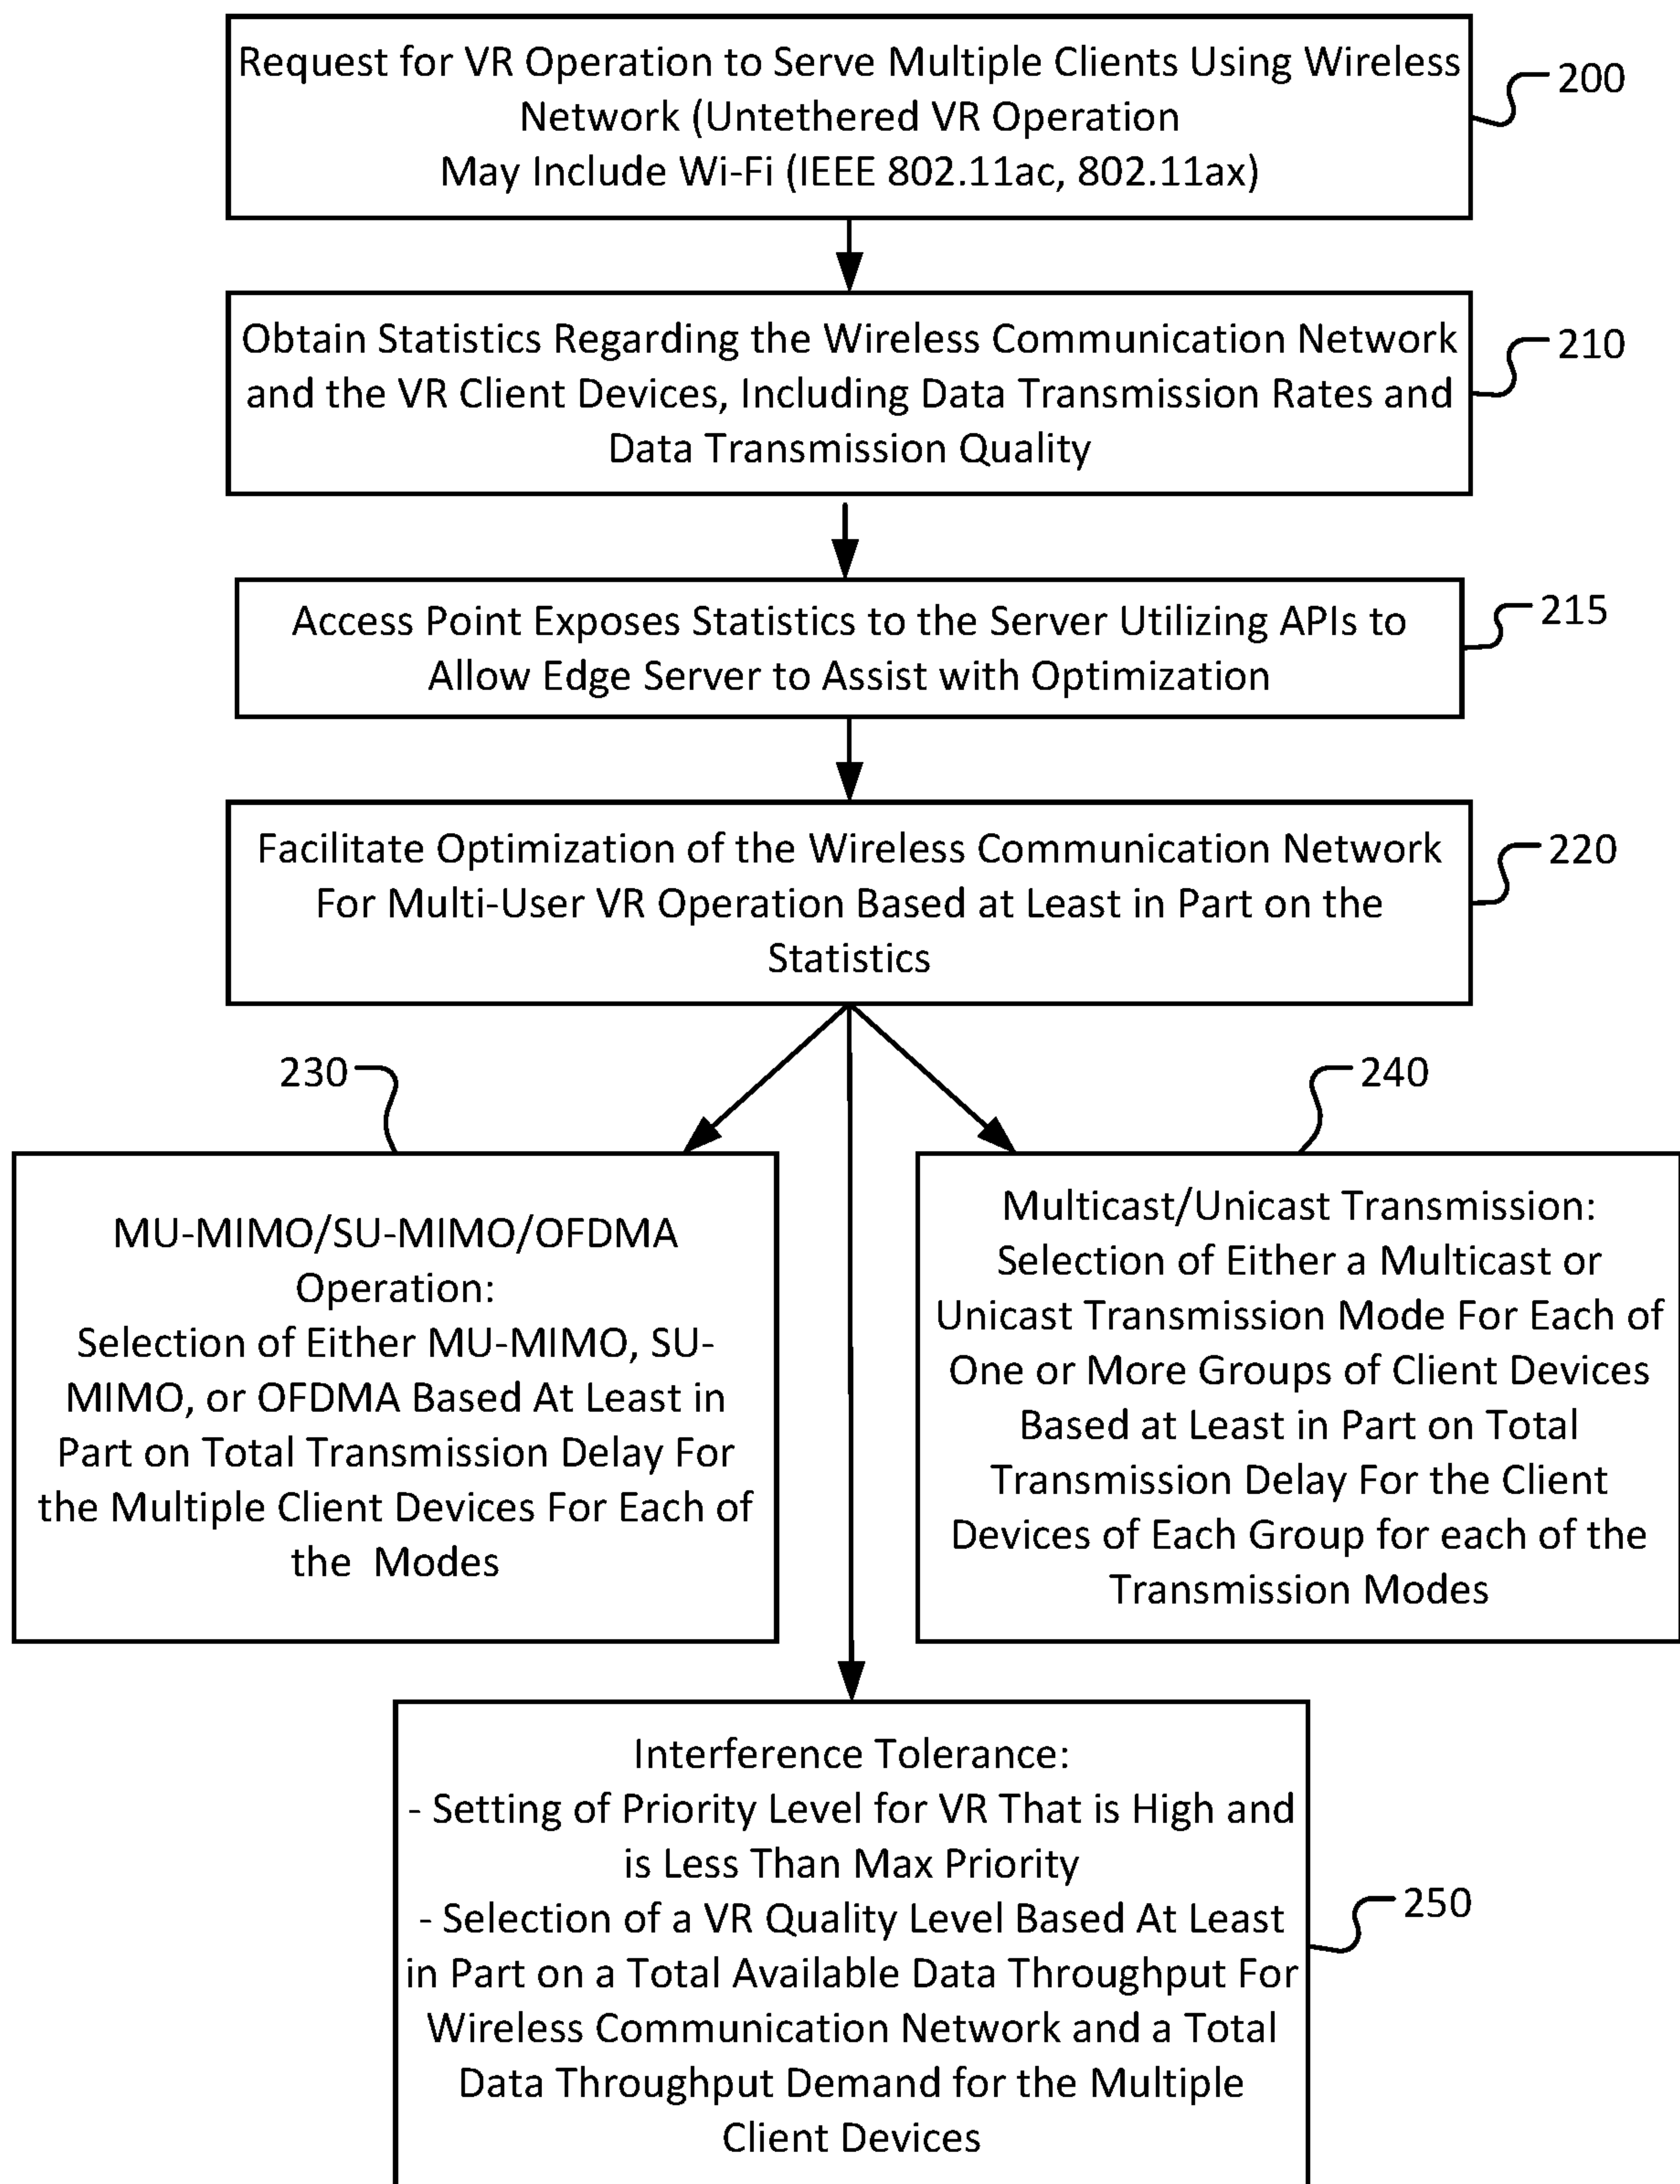 Request for VR Operation to Serve Multiple Clients Using Wireless
Network (Untethered VR Operation
May Include Wi-Fi (IEEE 802.11ac, 802.11ax)
200
Obtain Statistics Regarding the Wireless Communication Network
and the VR Client Devices, Including Data Transmission Rates and
Data Transmission Quality
210
Access Point Exposes Statistics to the Server Utilizing APIs to
Allow Edge Server to Assist with Optimization
215
Facilitate Optimization of the Wireless Communication Network
For Multi-User VR Operation Based at Least in Part on the
Statistics
220
230
MU-MIMO/SU-MIMO/OFDMA
Operation:
Selection of Either MU-MIMO, SU-
MIMO, or OFDMA Based At Least in
Part on Total Transmission Delay For
the Multiple Client Devices For Each of
the Modes
240
Multicast/Unicast Transmission:
Selection of Either a Multicast or
Unicast Transmission Mode For Each of
One or More Groups of Client Devices
Based at Least in Part on Total
Transmission Delay For the Client
Devices of Each Group for each of the
Transmission Modes
Interference Tolerance:
- Setting of Priority Level for VR That is High and
is Less Than Max Priority
- Selection of a VR Quality Level Based At Least
in Part on a Total Available Data Throughput For
Wireless Communication Network and a Total
Data Throughput Demand for the Multiple
Client Devices
250